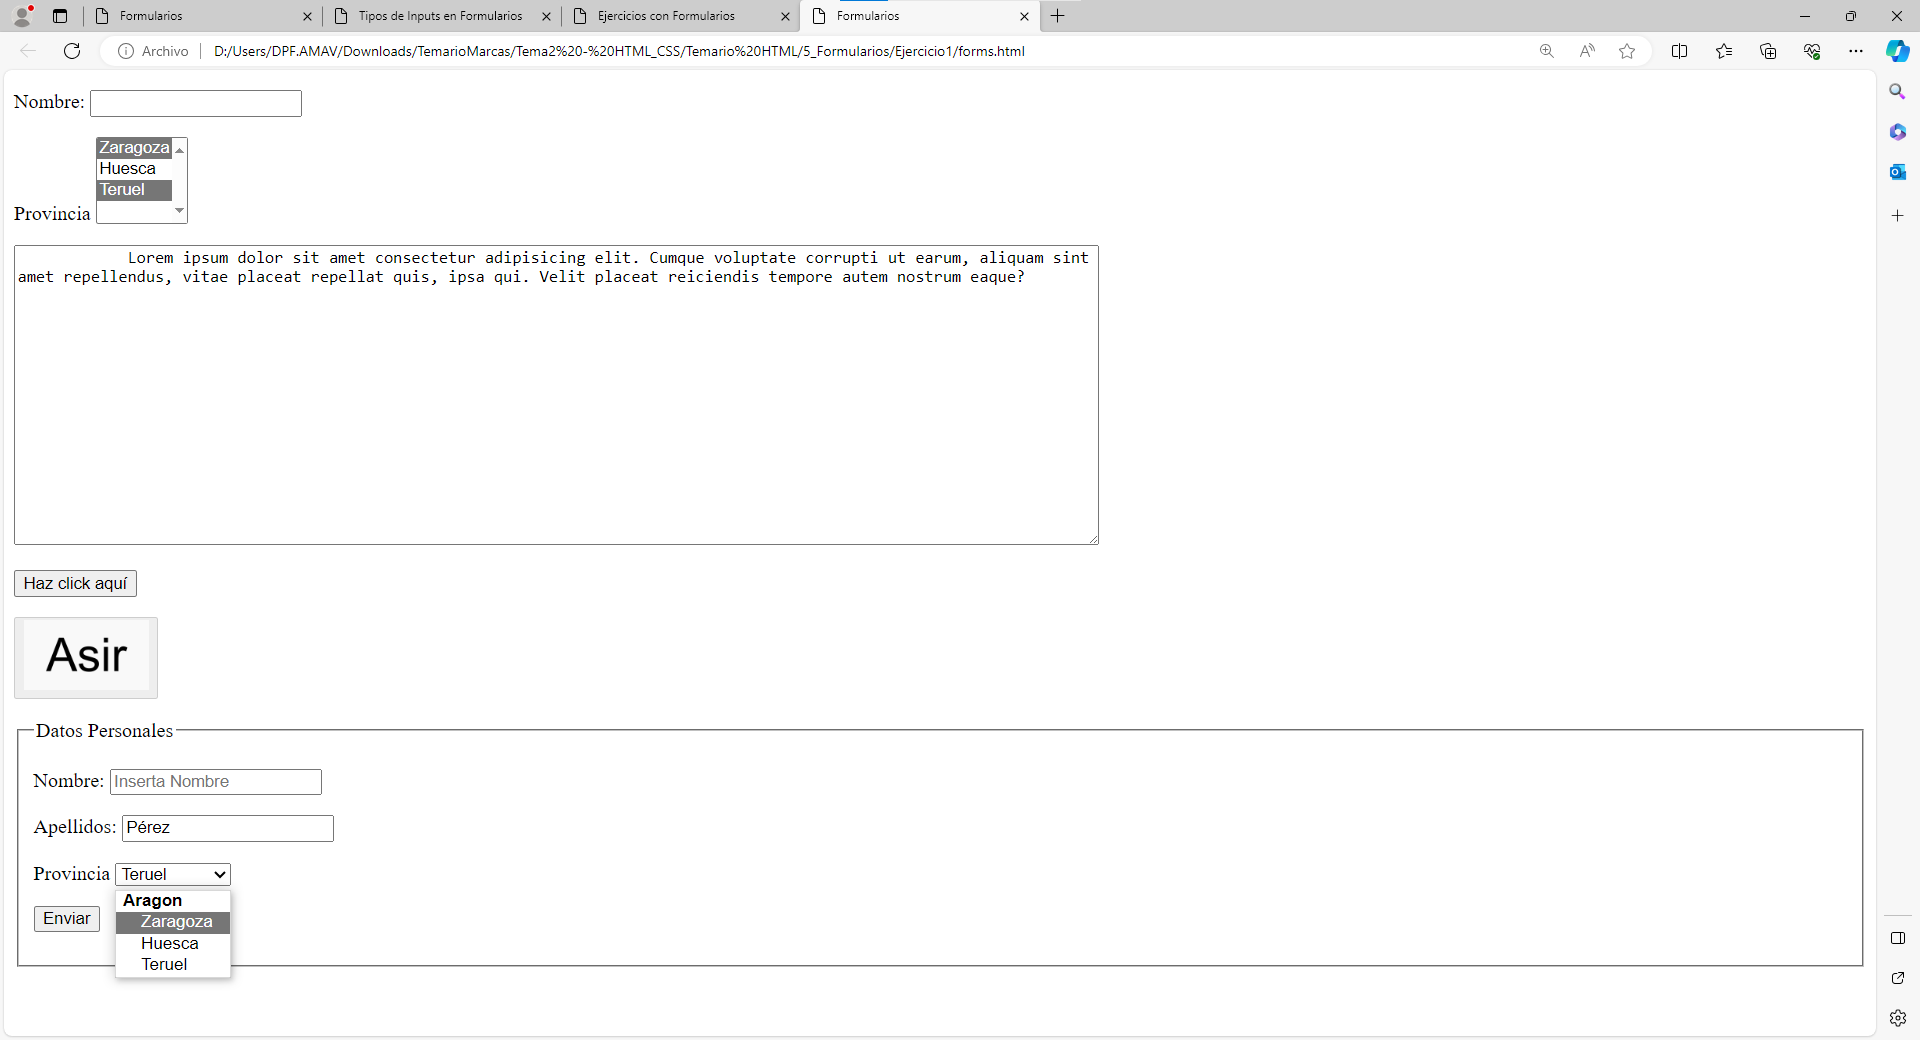 Formularios
Tipos de Inputs en Formularios
Ejercicios con Formularios
Formularios
Archivo
D:/Users/DPF.AMAV/Downloads/TemarioMarcas/Tema2%20-%20HTML_CSS/Temario%20HTML/5_Formularios/Ejercicio1/forms.html
Nombre:
Zaragoza
Huesca
Teruel
Provincia
Lorem ipsum dolor sit amet consectetur adipisicing elit. Cumque voluptate corrupti ut earum, aliquam sint
amet repellendus, vitae placeat repellat quis, ipsa qui. Velit placeat reiciendis tempore autem nostrum eaque?
Haz click aquí
Asir
Datos Personales
Nombre: Inserta Nombre
Apellidos: Pérez
Provincia Teruel
Aragon
Enviar
Zaragoza
Huesca
Teruel